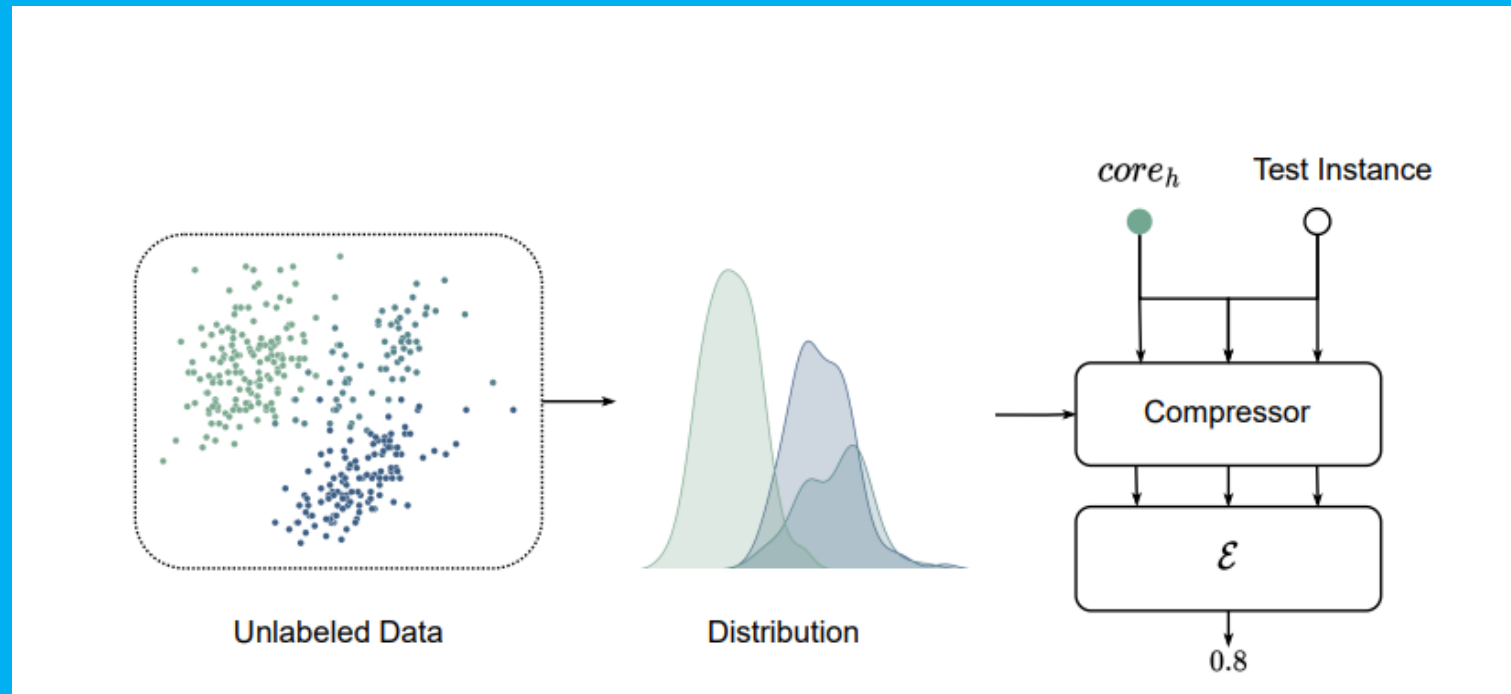 core_h
Test Instance
Compressor
ℰ
Unlabeled Data
Distribution
0.8